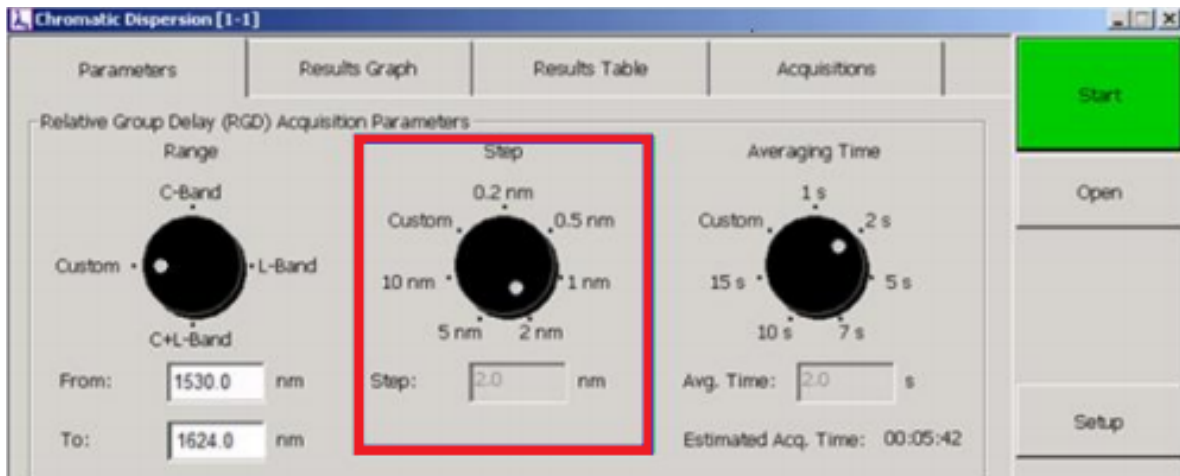 Chromatic Dispersion [1-1]
Parameters
Results Graph
Results Table
Acquisitions
Start
Relative Group Delay (RGD) Acquisition Parameters
Range
C-Band
Custom
L-Band
C+L-Band
From: 1530.0 nm
To: 1624.0 nm
Step
0.2 nm
Custom
0.5 nm
10 nm
1 nm
5 nm
2 nm
Step: 2.0 nm
Averaging Time
1 s
Custom
2 s
15 s
5 s
10 s
7 s
Avg. Time: 2.0 s
Estimated Acq. Time: 00:05:42
Open
Setup